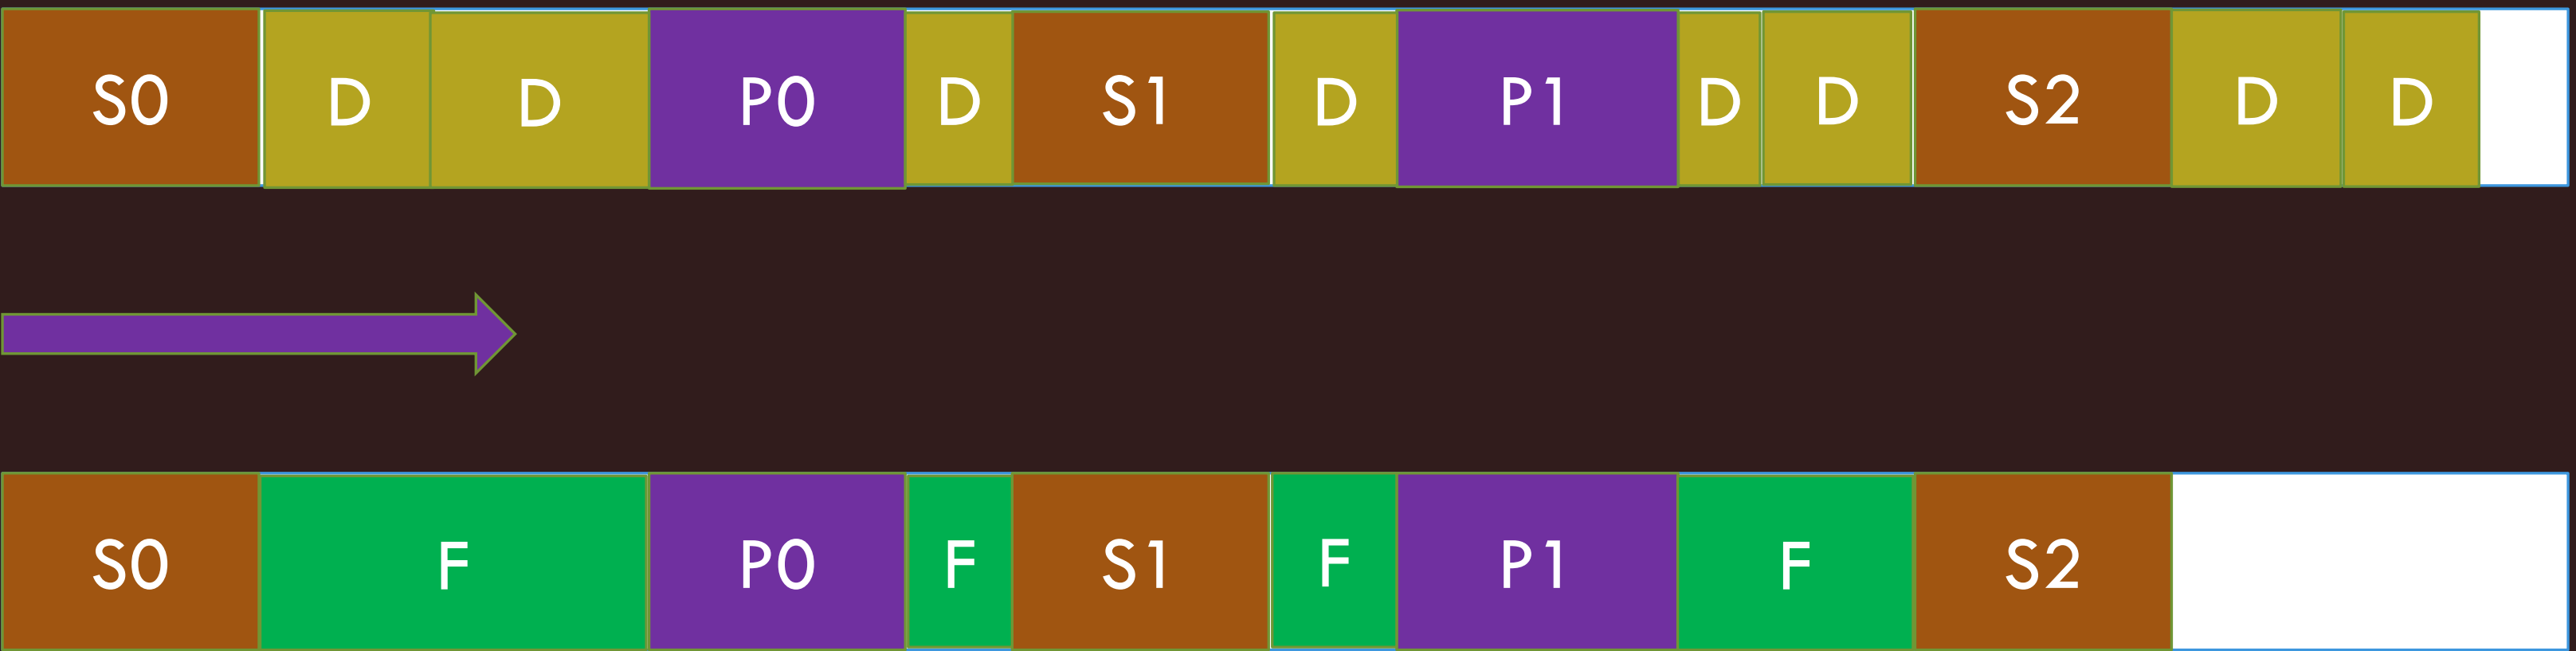 S0 D D P0 D S1 D P1 D D S2 D D
S0 F P0 F S1 F P1 F S2